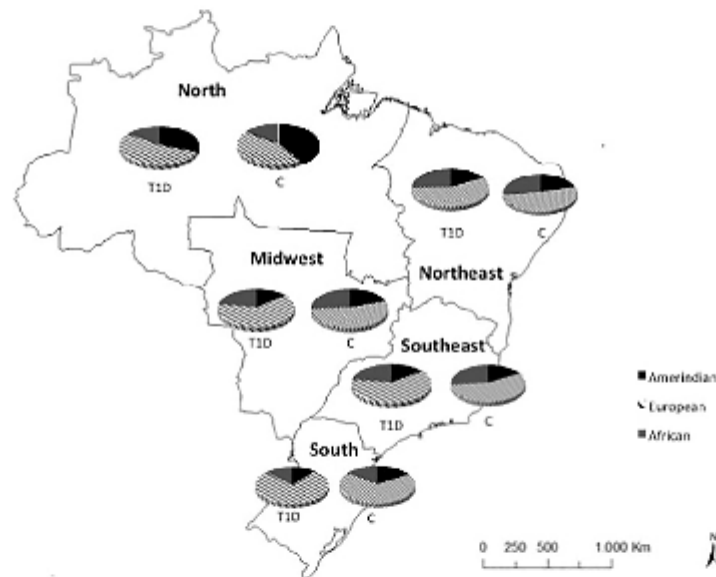 North
T1D
C
T1D
C
Northeast
Midwest
T1D
C
Southeast
T1D
C
South
T1D
C
Amerindian
European
African
0 250 500 1.000 Km
N